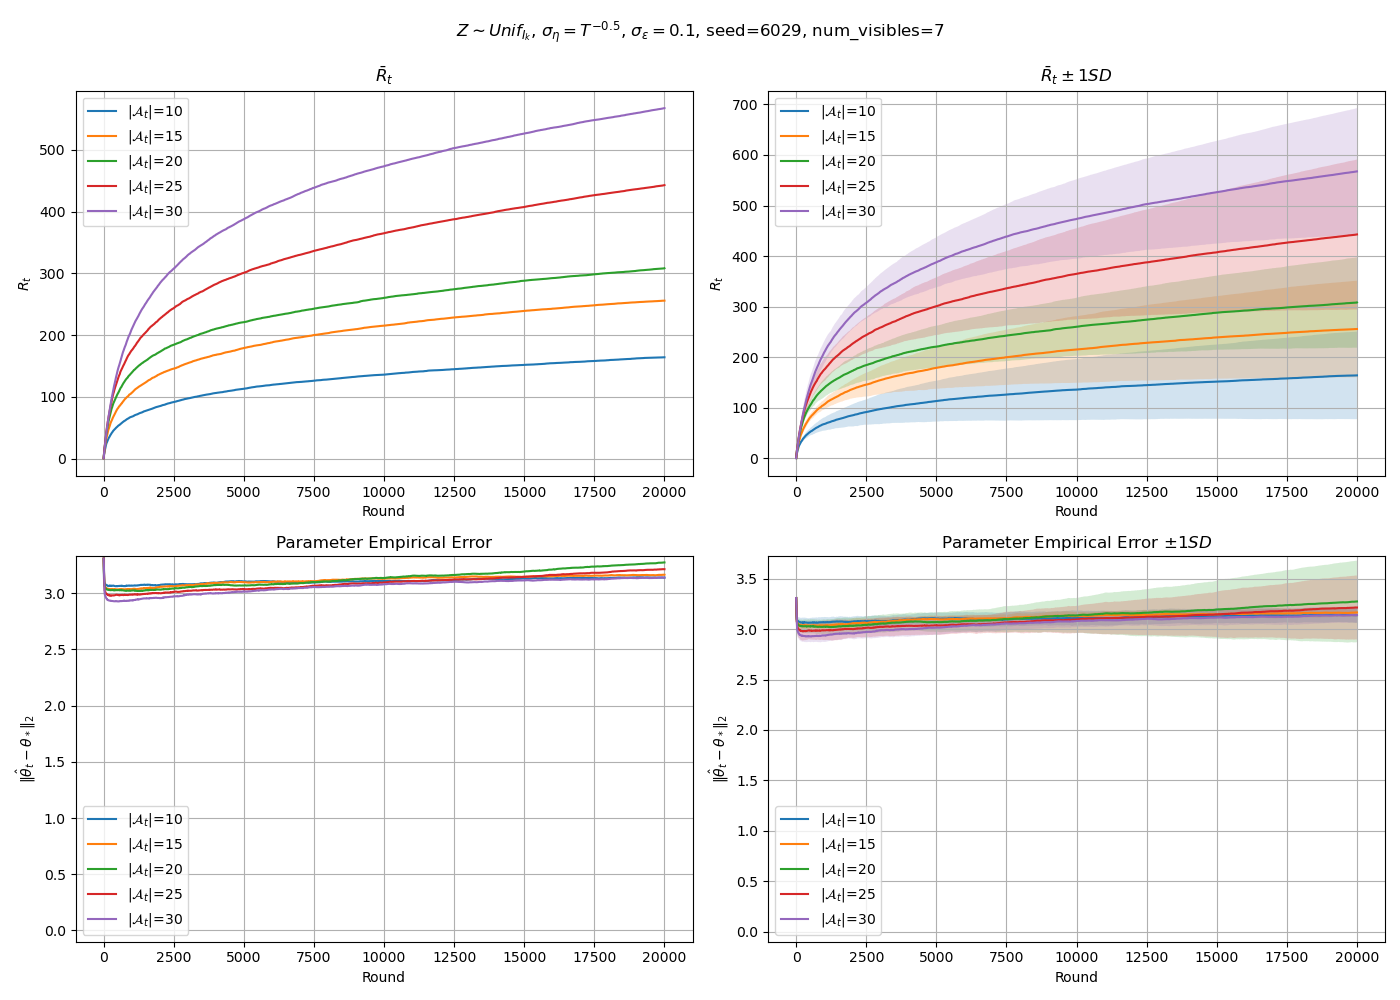 Z ~ Unif_{I_k}, σ_η = T^{−0.5}, σ_ε = 0.1, seed=6029, num_visibles=7
R̄_t
R_t
500
400
300
200
100
0
|𝒜_t|=10
|𝒜_t|=15
|𝒜_t|=20
|𝒜_t|=25
|𝒜_t|=30
0 2500 5000 7500 10000 12500 15000 17500 20000
Round
R̄_t ± 1SD
R_t
700
600
500
400
300
200
100
0
|𝒜_t|=10
|𝒜_t|=15
|𝒜_t|=20
|𝒜_t|=25
|𝒜_t|=30
0 2500 5000 7500 10000 12500 15000 17500 20000
Round
Parameter Empirical Error
‖θ̂_t − θ_*‖_2
3.0
2.5
2.0
1.5
1.0
0.5
0.0
|𝒜_t|=10
|𝒜_t|=15
|𝒜_t|=20
|𝒜_t|=25
|𝒜_t|=30
0 2500 5000 7500 10000 12500 15000 17500 20000
Round
Parameter Empirical Error ±1SD
‖θ̂_t − θ_*‖_2
3.5
3.0
2.5
2.0
1.5
1.0
0.5
0.0
|𝒜_t|=10
|𝒜_t|=15
|𝒜_t|=20
|𝒜_t|=25
|𝒜_t|=30
0 2500 5000 7500 10000 12500 15000 17500 20000
Round